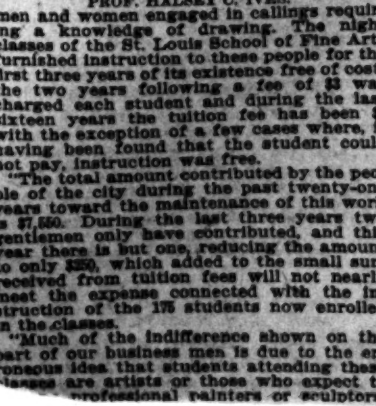 PROF. HALSEY C. IVES.
men and women engaged in callings requir
ng a knowledge of drawing. The nigh
classes of the St. Louis School of Fine Art
furnished instruction to these people for th
first three years of its existence free of cost
the two years following a fee of $3 wa
charged each student and during the last
sixteen years the tuition fee has been
with the exception of a few cases where, i
having been found that the student coul
not pay, instruction was free.
"The total amount contributed by the peo
ple of the city during the past twenty-on
years toward the maintenance of this wor
is $7,550. During the last three years tw
gentlemen only have contributed, and thi
year there is but one, reducing the amoun
to only $250, which added to the small sum
received from tuition fees will not nearl
meet the expense connected with the in
struction of the 175 students now enrolle
in the classes.
"Much of the indifference shown on th
part of our business men is due to the er
roneous idea that students attending thes
classes are artists or those who expect t
professional painters or sculptors